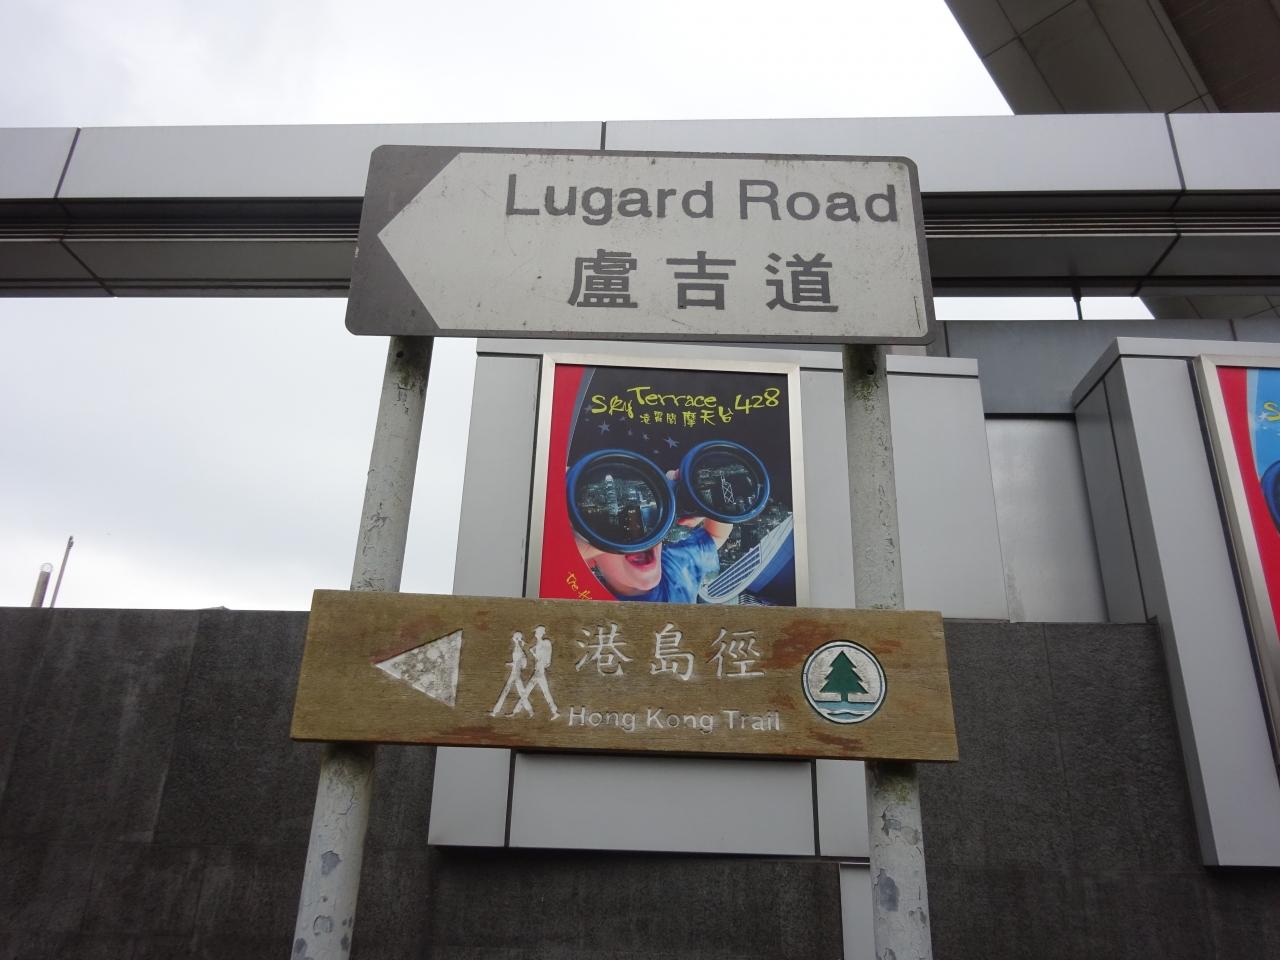 Lugard Road
盧吉道
Sky Terrace 428
凌霄閣摩天台
港島徑
Hong Kong Trail